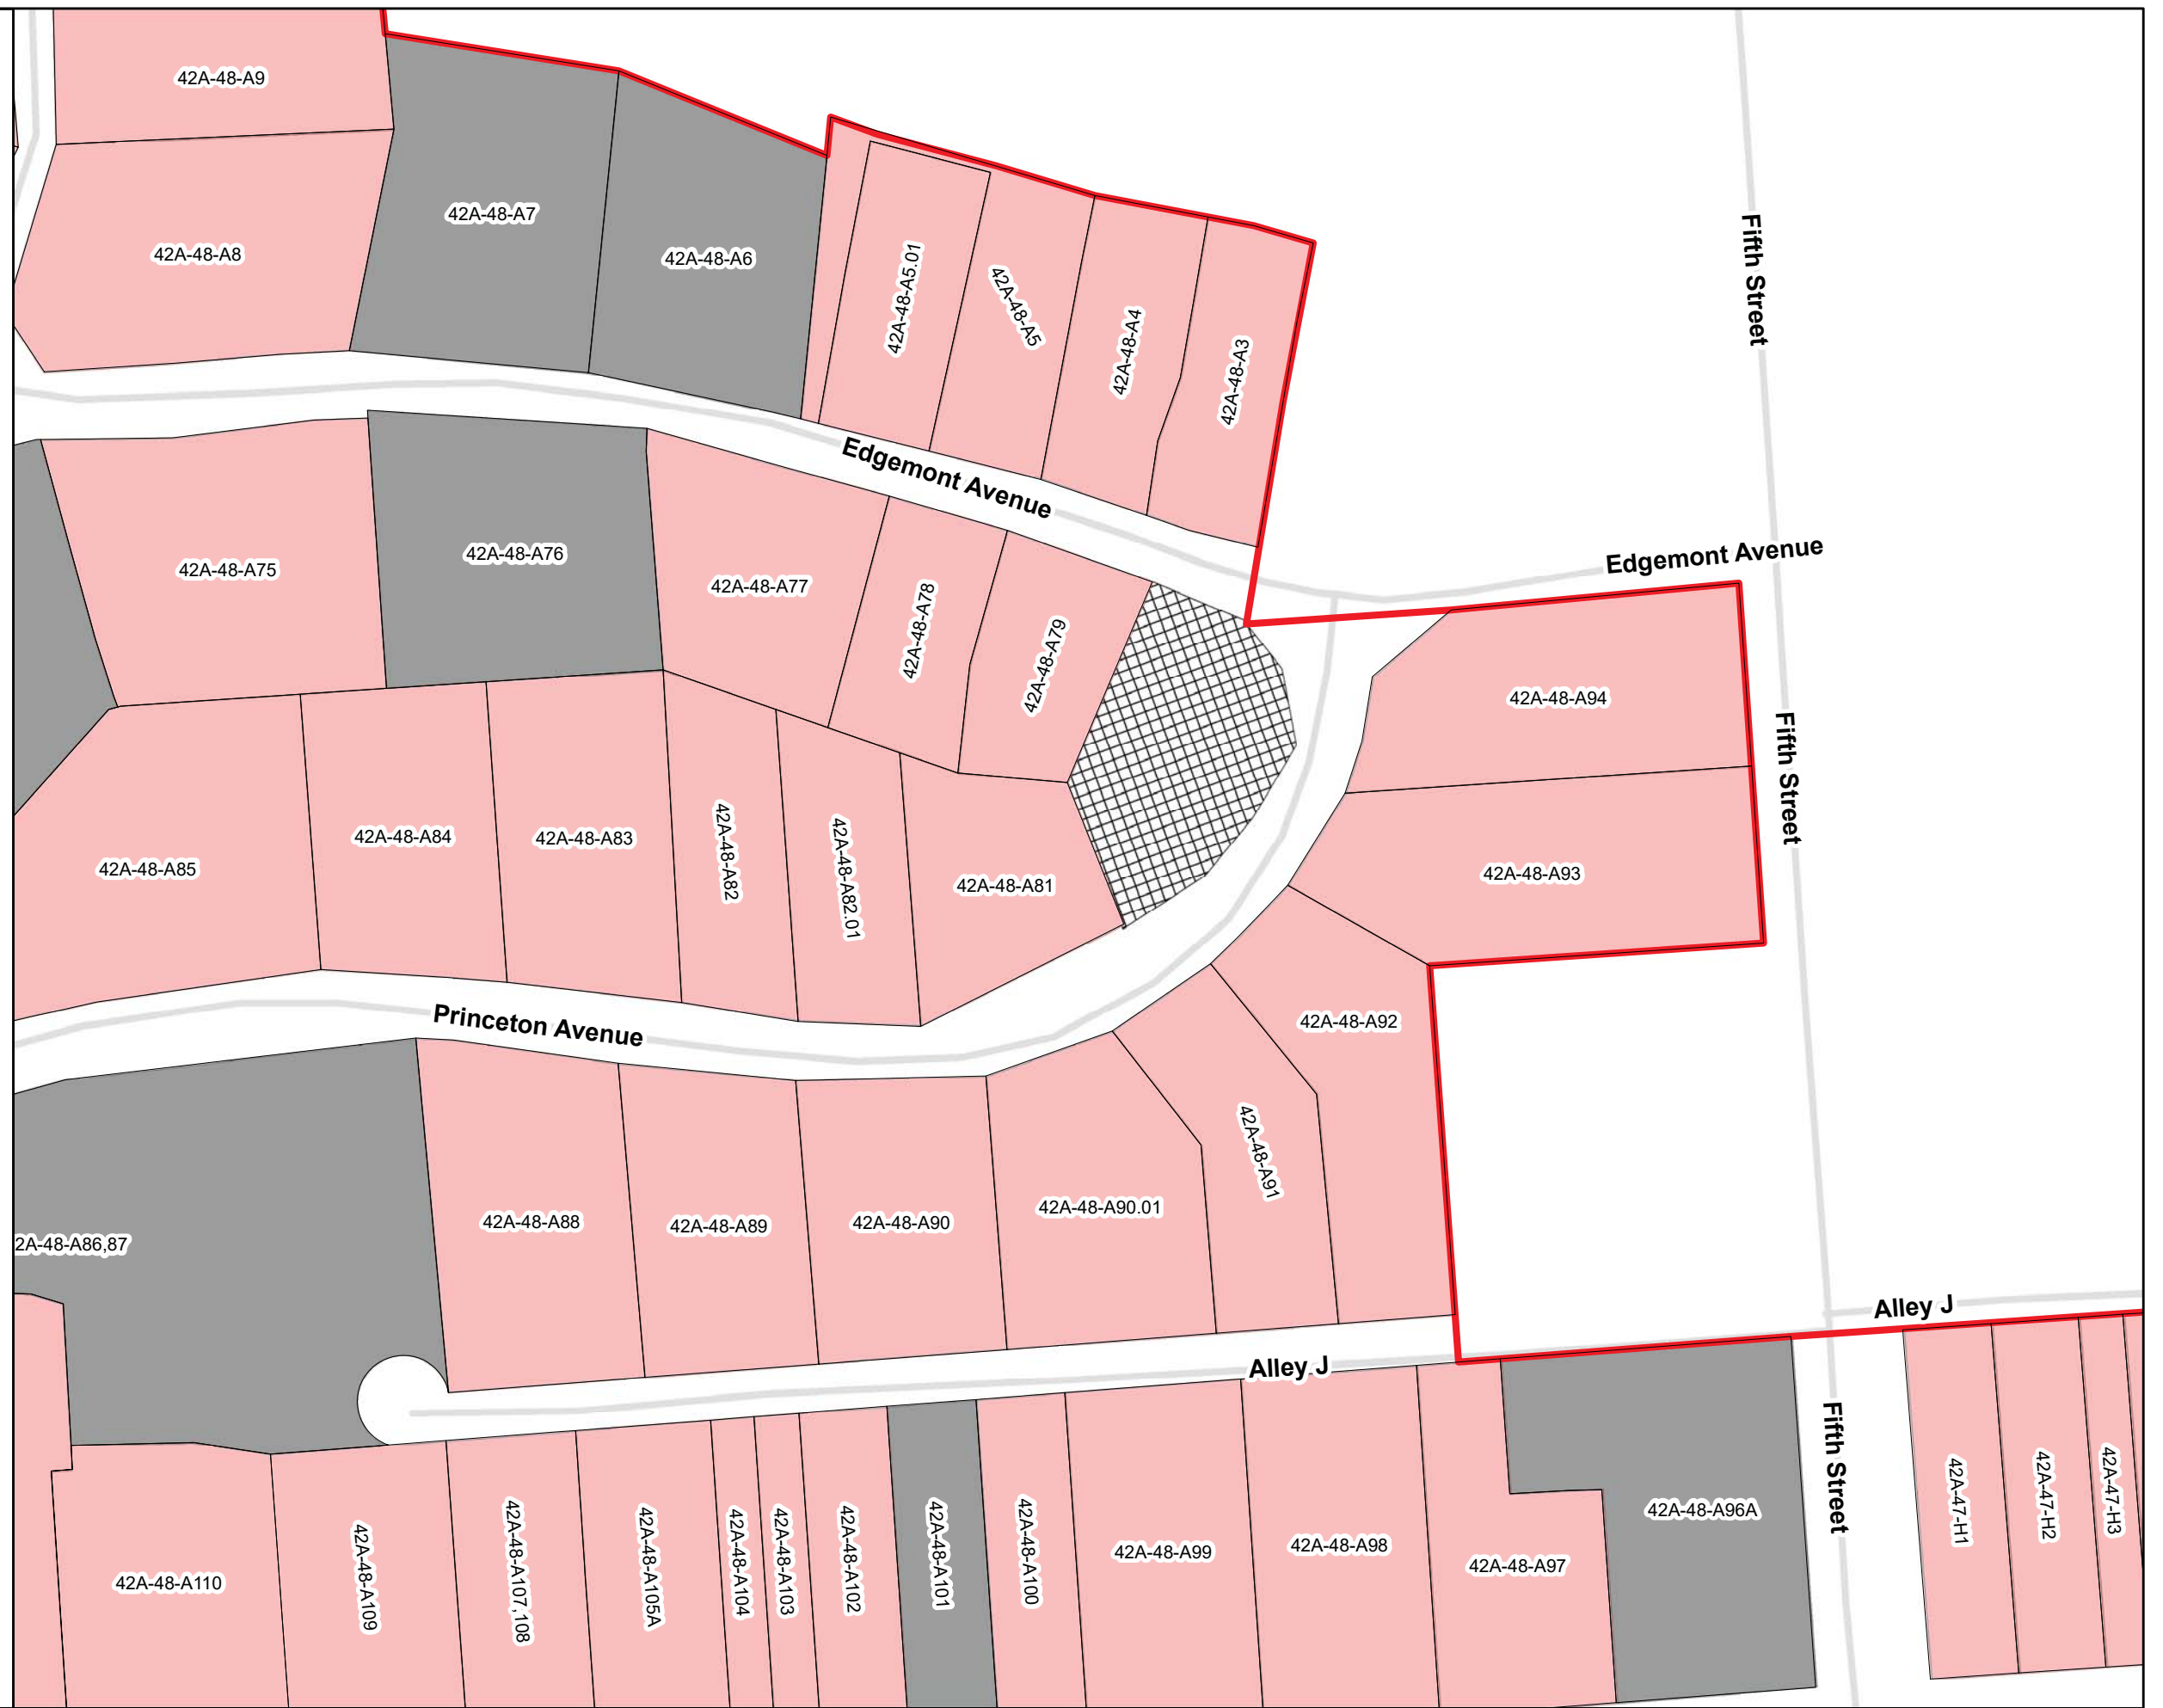 42A-48-A9
42A-48-A7
42A-48-A8
42A-48-A6
42A-48-A5.01
42A-48-A5
42A-48-A4
42A-48-A3
Fifth Street
Edgemont Avenue
Edgemont Avenue
42A-48-A75
42A-48-A76
42A-48-A77
42A-48-A78
42A-48-A79
42A-48-A94
Fifth Street
42A-48-A85
42A-48-A84
42A-48-A83
42A-48-A82
42A-48-A82.01
42A-48-A81
42A-48-A93
Princeton Avenue
42A-48-A92
42A-48-A91
2A-48-A86,87
42A-48-A88
42A-48-A89
42A-48-A90
42A-48-A90.01
Alley J
Alley J
Fifth Street
42A-48-A110
42A-48-A109
42A-48-A107,108
42A-48-A105A
42A-48-A104
42A-48-A103
42A-48-A102
42A-48-A101
42A-48-A100
42A-48-A99
42A-48-A98
42A-48-A97
42A-48-A96A
42A-47-H1
42A-47-H2
42A-47-H3